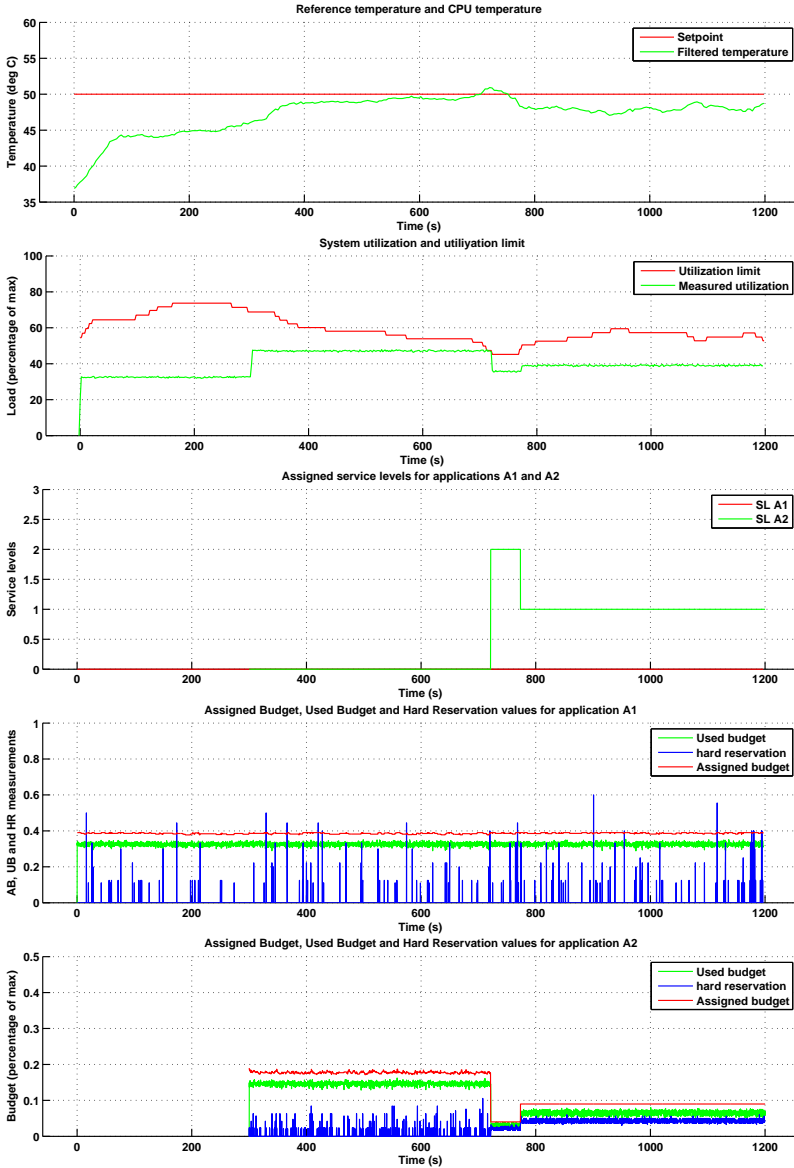 Reference temperature and CPU temperature
60
55
50
45
40
35
Temperature (deg C)
Setpoint
Filtered temperature
0 200 400 600 800 1000 1200
Time (s)
System utilization and utiliyation limit
100
80
60
40
20
0
Load (percentage of max)
Utilization limit
Measured utilization
0 200 400 600 800 1000 1200
Time (s)
Assigned service levels for applications A1 and A2
3
2.5
2
1.5
1
0.5
0
Service levels
SL A1
SL A2
0 200 400 600 800 1000 1200
Time (s)
Assigned Budget, Used Budget and Hard Reservation values for application A1
1
0.8
0.6
0.4
0.2
0
AB, UB and HR measurements
Used budget
hard reservation
Assigned budget
0 200 400 600 800 1000 1200
Time (s)
Assigned Budget, Used Budget and Hard Reservation values for application A2
0.5
0.4
0.3
0.2
0.1
0
Budget (percentage of max)
Used budget
hard reservation
Assigned budget
0 200 400 600 800 1000 1200
Time (s)